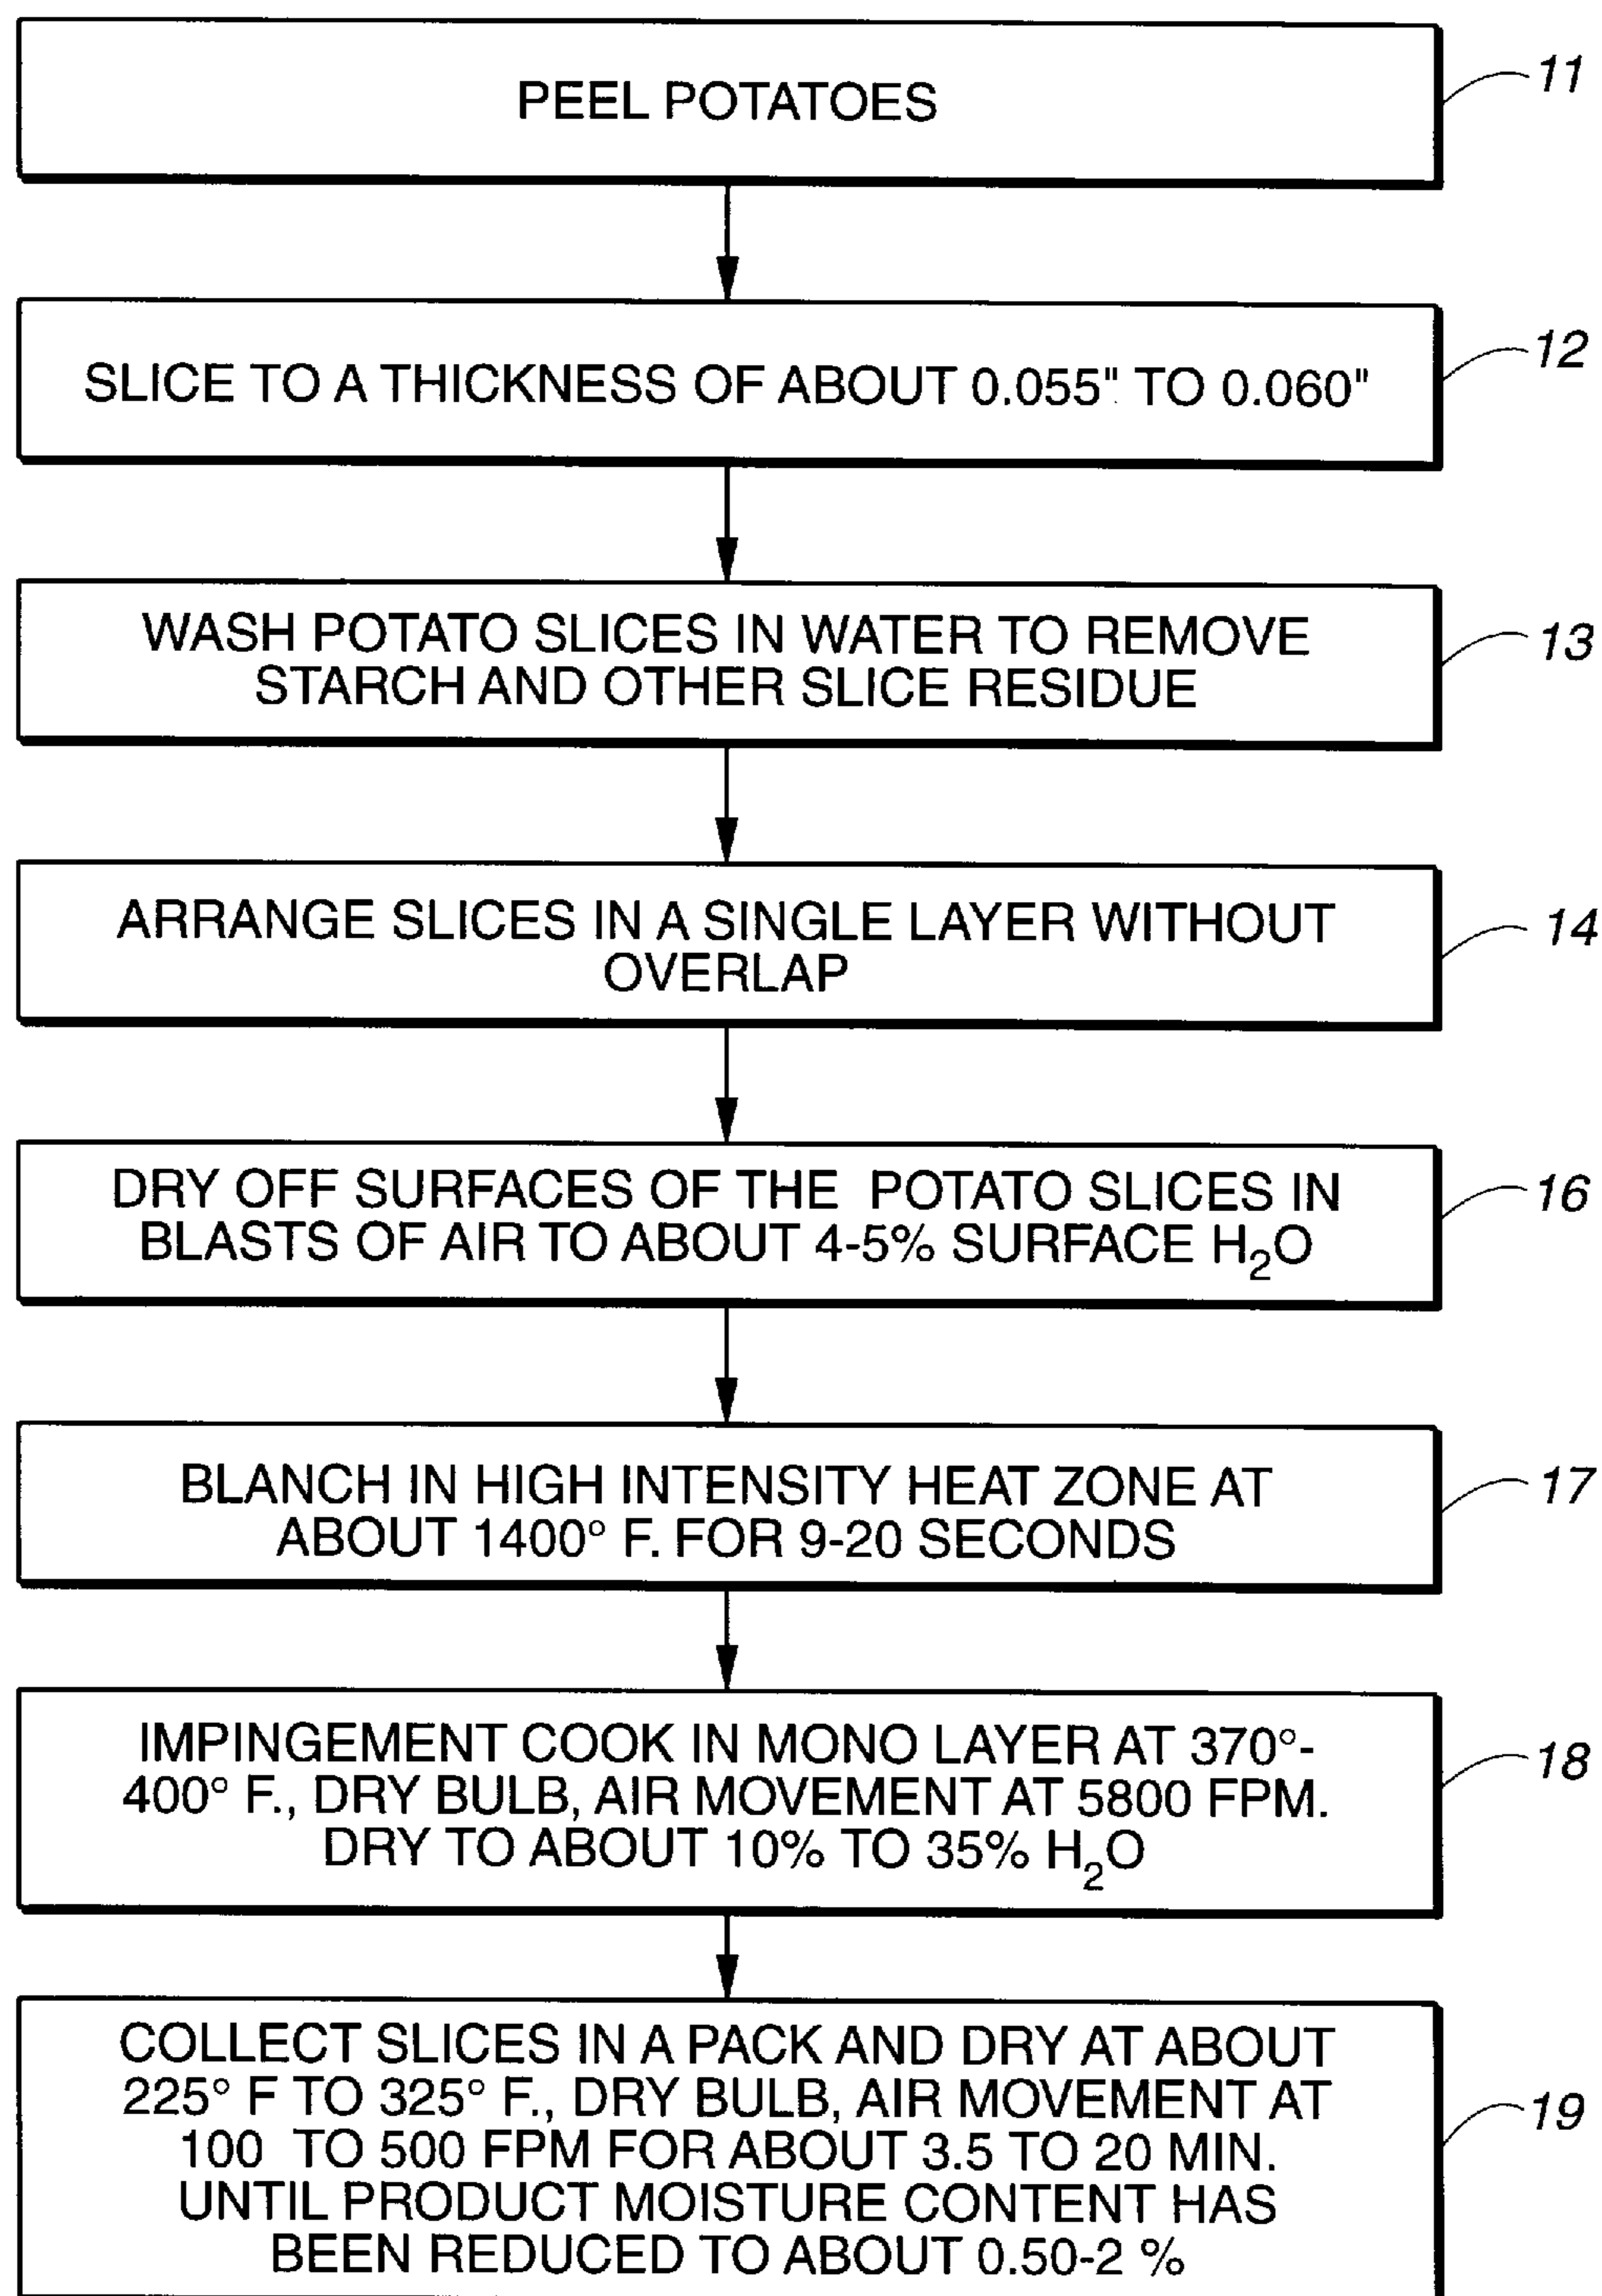 PEEL POTATOES
11
SLICE TO A THICKNESS OF ABOUT 0.055" TO 0.060"
12
WASH POTATO SLICES IN WATER TO REMOVE
STARCH AND OTHER SLICE RESIDUE
13
ARRANGE SLICES IN A SINGLE LAYER WITHOUT
OVERLAP
14
DRY OFF SURFACES OF THE POTATO SLICES IN
BLASTS OF AIR TO ABOUT 4-5% SURFACE H₂O
16
BLANCH IN HIGH INTENSITY HEAT ZONE AT
ABOUT 1400° F. FOR 9-20 SECONDS
17
IMPINGEMENT COOK IN MONO LAYER AT 370°-
400° F., DRY BULB, AIR MOVEMENT AT 5800 FPM.
DRY TO ABOUT 10% TO 35% H₂O
18
COLLECT SLICES IN A PACK AND DRY AT ABOUT
225° F TO 325° F., DRY BULB, AIR MOVEMENT AT
100 TO 500 FPM FOR ABOUT 3.5 TO 20 MIN.
UNTIL PRODUCT MOISTURE CONTENT HAS
BEEN REDUCED TO ABOUT 0.50-2 %
19